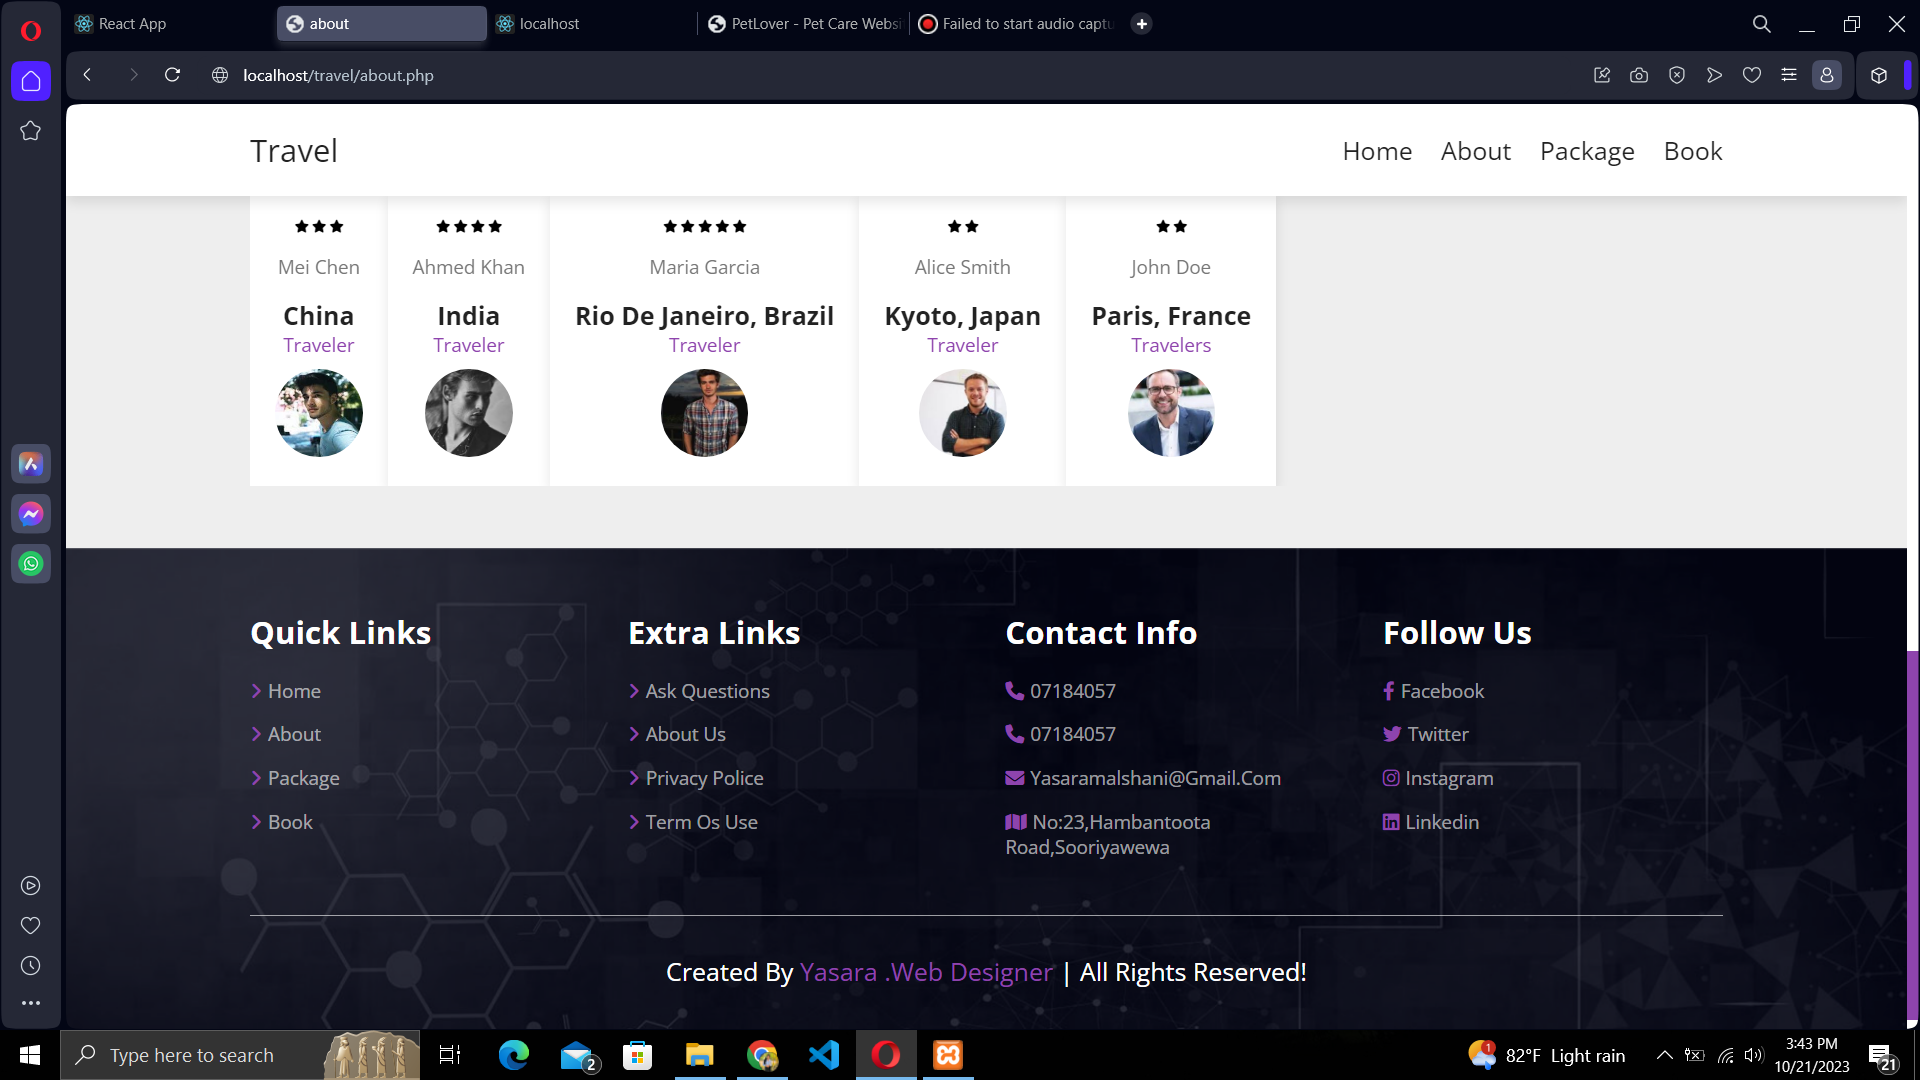 React App
about
localhost
PetLover - Pet Care Websi
Failed to start audio captu
localhost/travel/about.php
Travel
Home About Package Book
Mei Chen
China
Traveler
Ahmed Khan
India
Traveler
Maria Garcia
Rio De Janeiro, Brazil
Traveler
Alice Smith
Kyoto, Japan
Traveler
John Doe
Paris, France
Travelers
Quick Links
Home
About
Package
Book
Extra Links
Ask Questions
About Us
Privacy Police
Term Os Use
Contact Info
07184057
07184057
Yasaramalshani@Gmail.Com
No:23,Hambantoota
Road,Sooriyawewa
Follow Us
Facebook
Twitter
Instagram
Linkedin
Created By Yasara .Web Designer | All Rights Reserved!
Type here to search
2
1
82°F Light rain
3:43 PM
10/21/2023
21